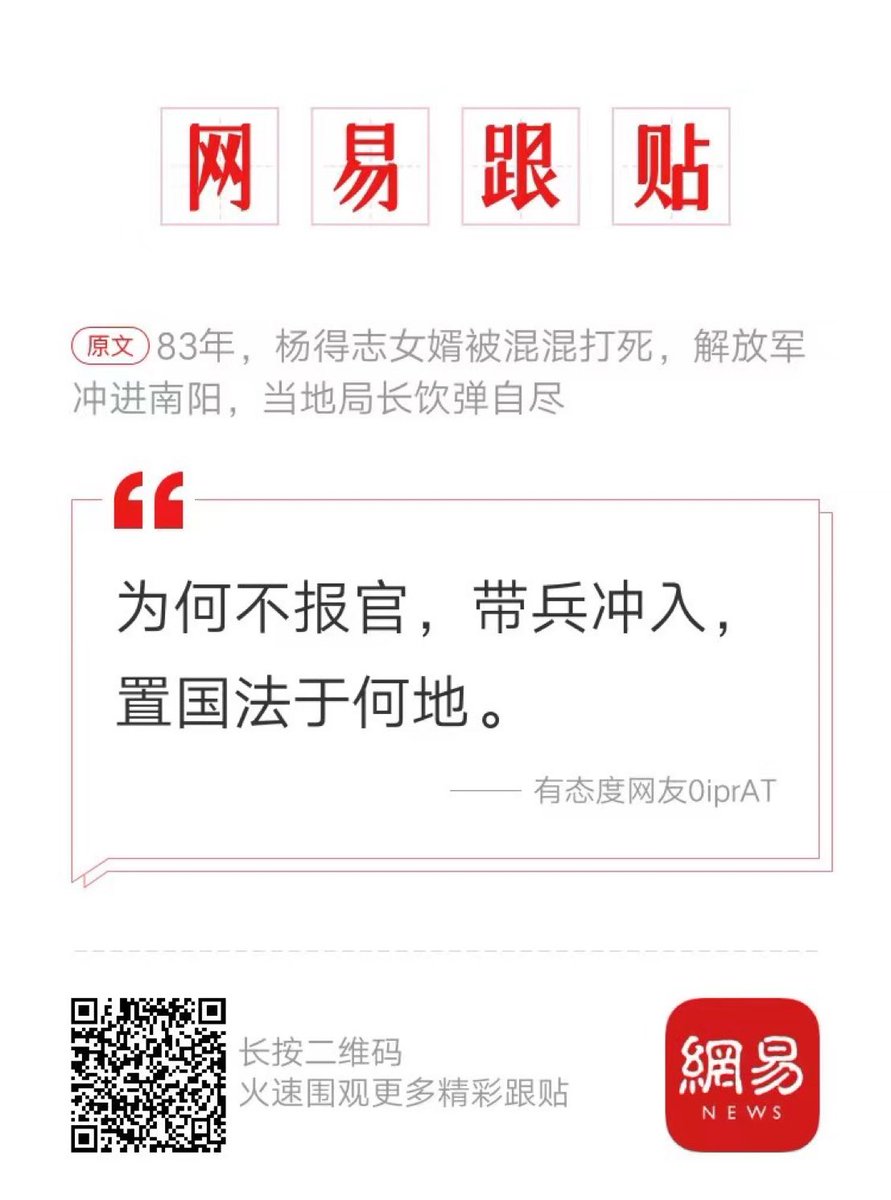 网易跟贴
原文 83年，杨得志女婿被混混打死，解放军
冲进南阳，当地局长饮弹自尽
为何不报官，带兵冲入，
置国法于何地。
—— 有态度网友0iprAT
长按二维码
火速围观更多精彩跟贴
網易
NEWS